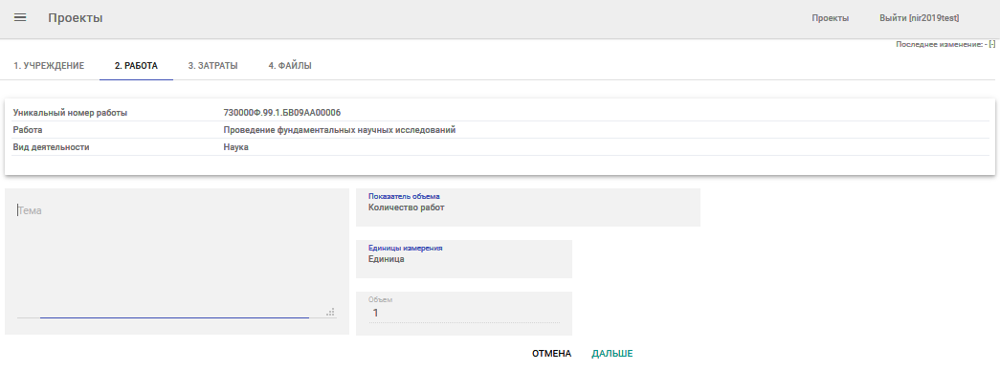 Проекты
Проекты Выйти [nir2019test]
Последнее изменение: - [-]
1. УЧРЕЖДЕНИЕ 2. РАБОТА 3. ЗАТРАТЫ 4. ФАЙЛЫ
Уникальный номер работы 730000Ф.99.1.БВ09АА00006
Работа Проведение фундаментальных научных исследований
Вид деятельности Наука
Тема
Показатель объема
Количество работ
Единицы измерения
Единица
Объем
1
ОТМЕНА ДАЛЬШЕ